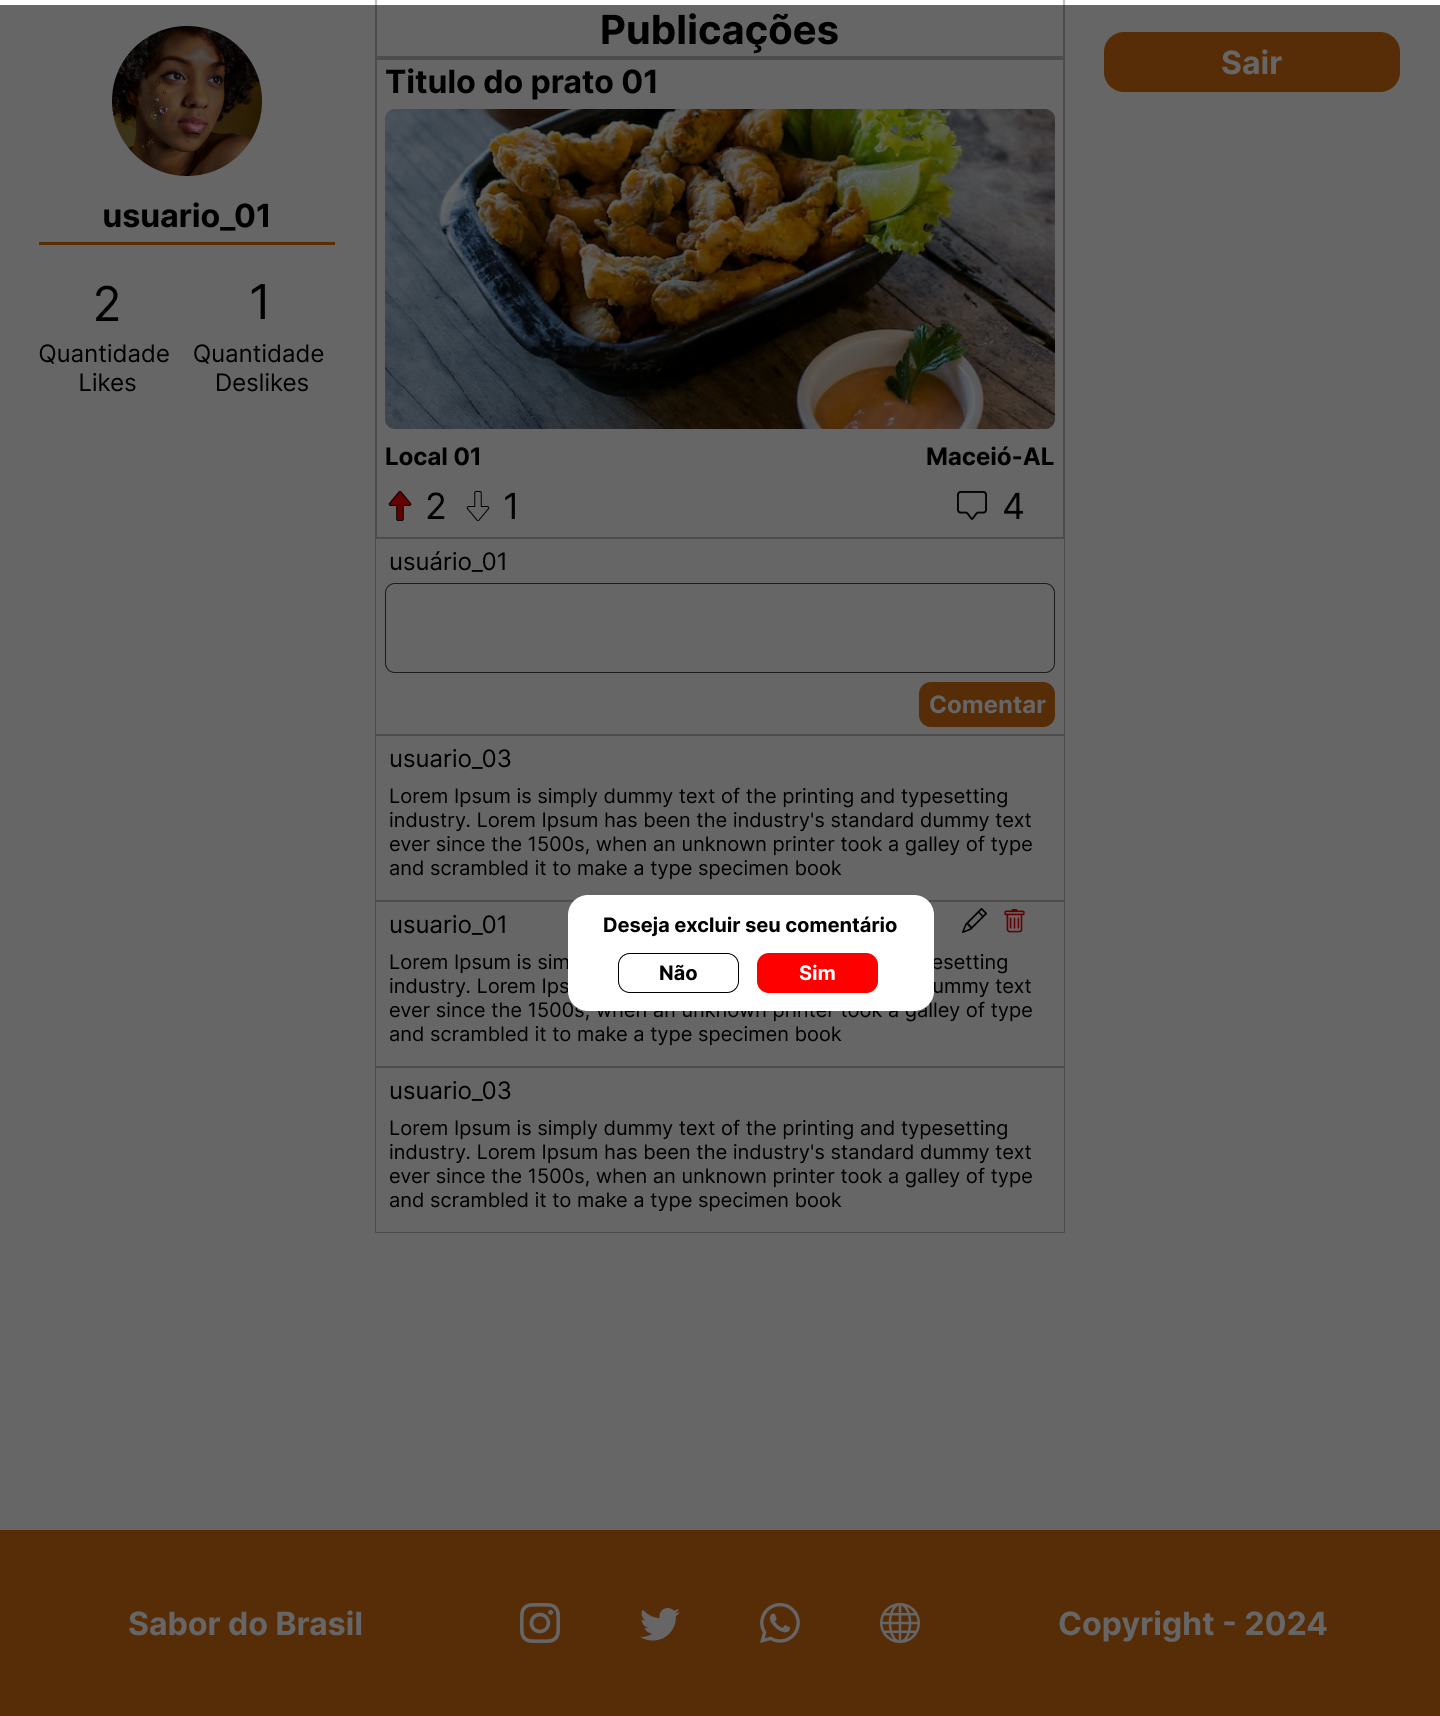 Publicações
Sair
Titulo do prato 01
usuario_01
2
1
Quantidade
Likes
Quantidade
Deslikes
Local 01
Maceió-AL
2
1
4
usuário_01
Comentar
usuario_03
Lorem Ipsum is simply dummy text of the printing and typesetting
industry. Lorem Ipsum has been the industry's standard dummy text
ever since the 1500s, when an unknown printer took a galley of type
and scrambled it to make a type specimen book
Deseja excluir seu comentário
Não
Sim
usuario_01
Lorem Ipsum is sim esetting
industry. Lorem Ips ummy text
ever since the 1500s, when an unknown printer took a galley of type
and scrambled it to make a type specimen book
usuario_03
Lorem Ipsum is simply dummy text of the printing and typesetting
industry. Lorem Ipsum has been the industry's standard dummy text
ever since the 1500s, when an unknown printer took a galley of type
and scrambled it to make a type specimen book
Sabor do Brasil
Copyright - 2024